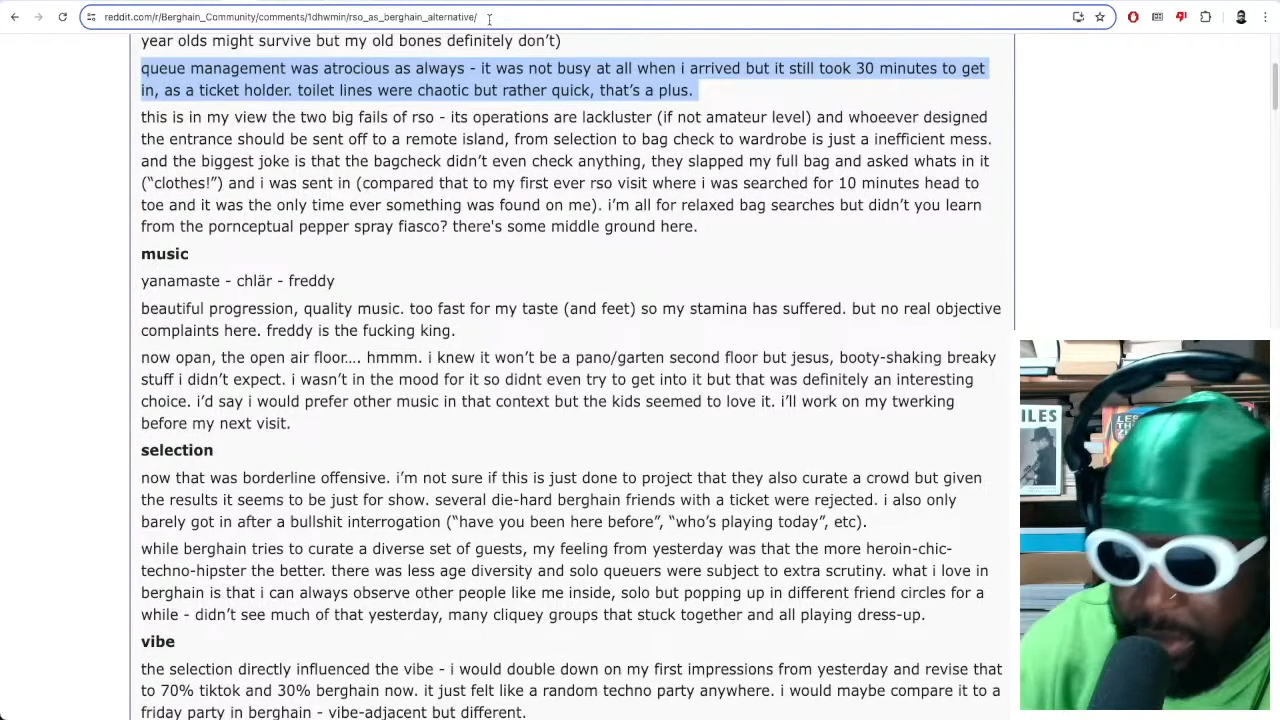 reddit.com/r/Berghain_Community/comments/1dhwmin/rso_as_berghain_alternative/
year olds might survive but my old bones definitely don't)
queue management was atrocious as always - it was not busy at all when i arrived but it still took 30 minutes to get
in, as a ticket holder. toilet lines were chaotic but rather quick, that's a plus.
this is in my view the two big fails of rso - its operations are lackluster (if not amateur level) and whoeever designed
the entrance should be sent off to a remote island, from selection to bag check to wardrobe is just a inefficient mess.
and the biggest joke is that the bagcheck didn't even check anything, they slapped my full bag and asked whats in it
("clothes!") and i was sent in (compared that to my first ever rso visit where i was searched for 10 minutes head to
toe and it was the only time ever something was found on me). i'm all for relaxed bag searches but didn't you learn
from the pornceptual pepper spray fiasco? there's some middle ground here.
music
yanamaste - chlär - freddy
beautiful progression, quality music. too fast for my taste (and feet) so my stamina has suffered. but no real objective
complaints here. freddy is the fucking king.
now opan, the open air floor.... hmmm. i knew it won't be a pano/garten second floor but jesus, booty-shaking breaky
stuff i didn't expect. i wasn't in the mood for it so didnt even try to get into it but that was definitely an interesting
choice. i'd say i would prefer other music in that context but the kids seemed to love it. i'll work on my twerking
before my next visit.
selection
now that was borderline offensive. i'm not sure if this is just done to project that they also curate a crowd but given
the results it seems to be just for show. several die-hard berghain friends with a ticket were rejected. i also only
barely got in after a bullshit interrogation ("have you been here before", "who's playing today", etc).
while berghain tries to curate a diverse set of guests, my feeling from yesterday was that the more heroin-chic-
techno-hipster the better. there was less age diversity and solo queuers were subject to extra scrutiny. what i love in
berghain is that i can always observe other people like me inside, solo but popping up in different friend circles for a
while - didn't see much of that yesterday, many cliquey groups that stuck together and all playing dress-up.
vibe
the selection directly influenced the vibe - i would double down on my first impressions from yesterday and revise that
to 70% tiktok and 30% berghain now. it just felt like a random techno party anywhere. i would maybe compare it to a
friday party in berghain - vibe-adjacent but different.
ILES